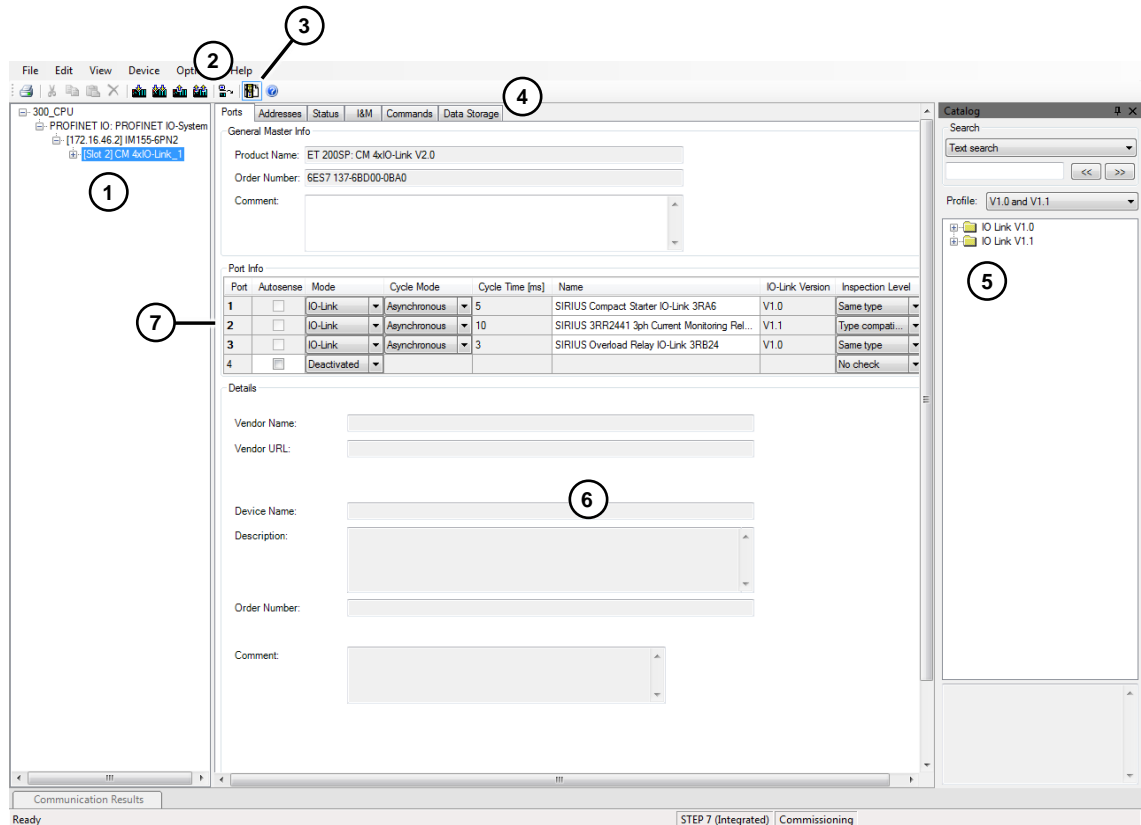 3
2
File Edit View Device Opti Help
4
300_CPU
PROFINET IO: PROFINET IO-System
[172.16.46.2] IM155-6PN2
[Slot 2] CM 4xIO-Link_1
1
Ports Addresses Status I&M Commands Data Storage
General Master Info
Product Name: ET 200SP: CM 4xIO-Link V2.0
Order Number: 6ES7 137-6BD00-0BA0
Comment:
Port Info
Port Autosense Mode Cycle Mode Cycle Time [ms] Name IO-Link Version Inspection Level
1 IO-Link Asynchronous 5 SIRIUS Compact Starter IO-Link 3RA6 V1.0 Same type
2 IO-Link Asynchronous 10 SIRIUS 3RR2441 3ph Current Monitoring Rel... V1.1 Type compati...
3 IO-Link Asynchronous 3 SIRIUS Overload Relay IO-Link 3RB24 V1.0 Same type
4 Deactivated No check
7
Details
Vendor Name:
Vendor URL:
6
Device Name:
Description:
Order Number:
Comment:
Catalog
Search
Text search
<< >>
Profile: V1.0 and V1.1
IO Link V1.0
IO Link V1.1
5
Communication Results
Ready STEP 7 (Integrated) Commissioning